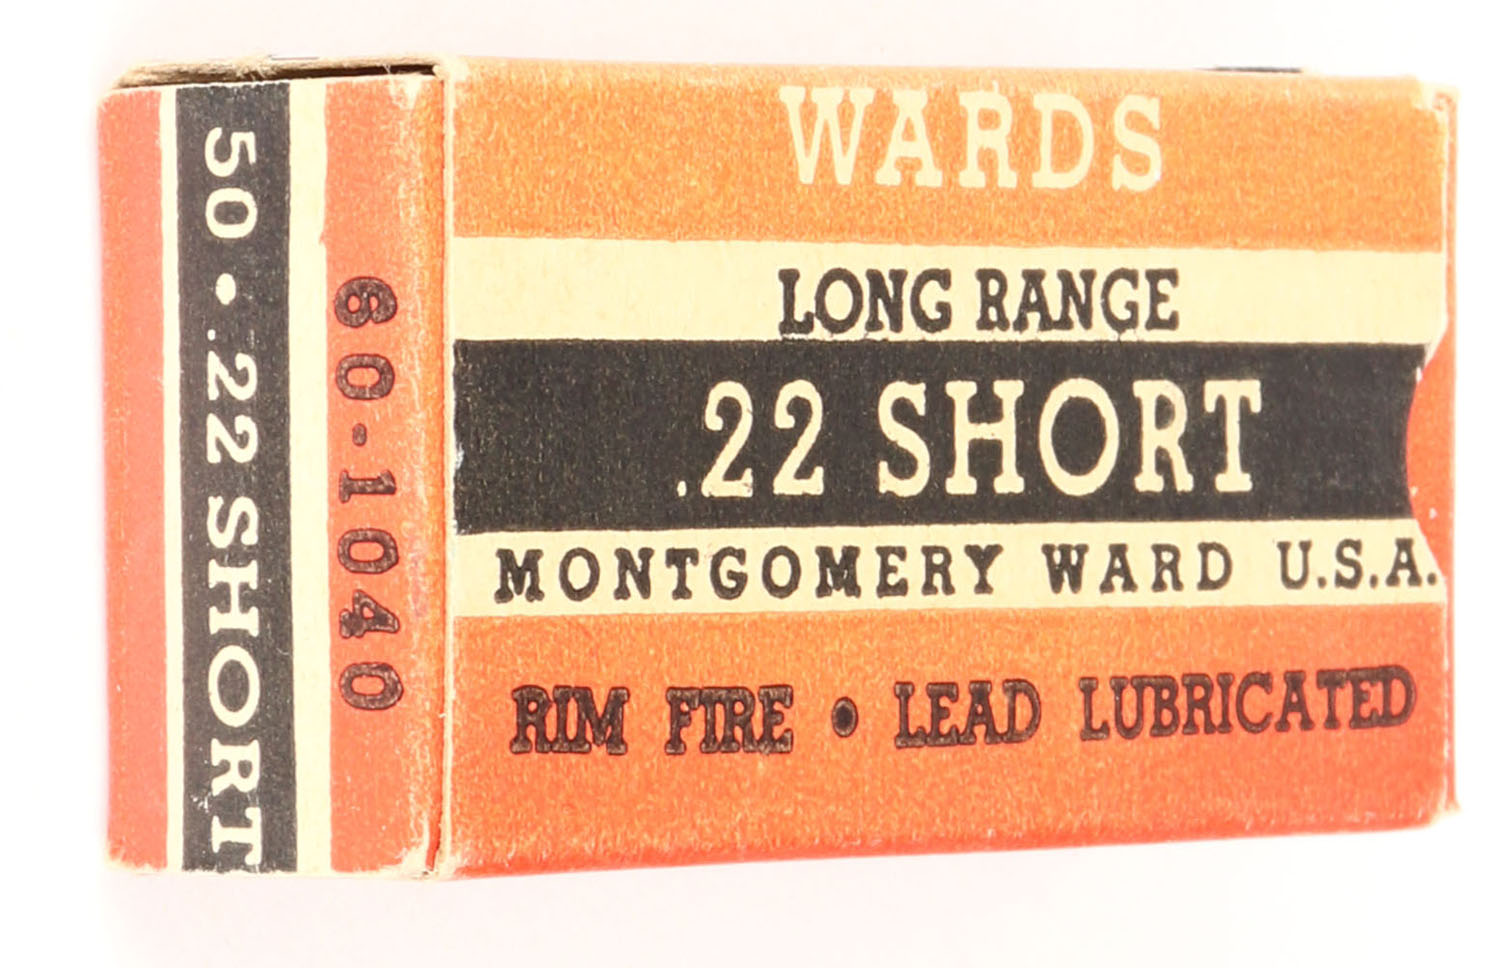 WARDS
LONG RANGE
.22 SHORT
MONTGOMERY WARD U.S.A.
RIM FIRE • LEAD LUBRICATED
50 • .22 SHORT
60-1040